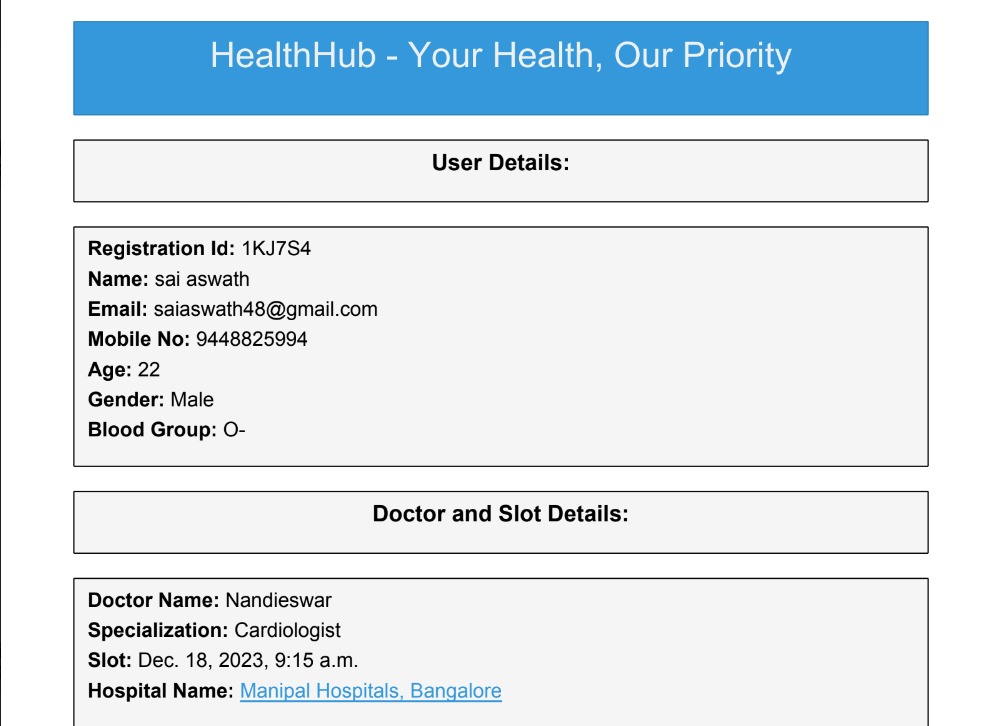 HealthHub - Your Health, Our Priority
User Details:
Registration Id: 1KJ7S4
Name: sai aswath
Email: saiaswath48@gmail.com
Mobile No: 9448825994
Age: 22
Gender: Male
Blood Group: O-
Doctor and Slot Details:
Doctor Name: Nandieswar
Specialization: Cardiologist
Slot: Dec. 18, 2023, 9:15 a.m.
Hospital Name: Manipal Hospitals, Bangalore